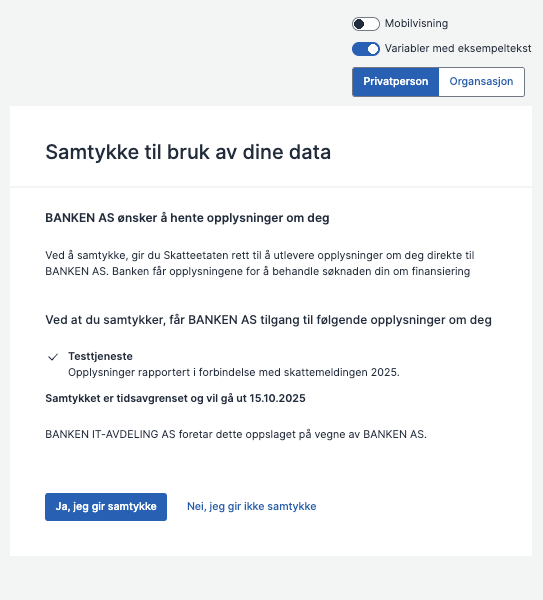 Mobilvisning
Variabler med eksempeltekst
Privatperson
Organsasjon
Samtykke til bruk av dine data
BANKEN AS ønsker å hente opplysninger om deg
Ved å samtykke, gir du Skatteetaten rett til å utlevere opplysninger om deg direkte til
BANKEN AS. Banken får opplysningene for å behandle søknaden din om finansiering
Ved at du samtykker, får BANKEN AS tilgang til følgende opplysninger om deg
Testtjeneste
Opplysninger rapportert i forbindelse med skattemeldingen 2025.
Samtykket er tidsavgrenset og vil gå ut 15.10.2025
BANKEN IT-AVDELING AS foretar dette oppslaget på vegne av BANKEN AS.
Ja, jeg gir samtykke
Nei, jeg gir ikke samtykke